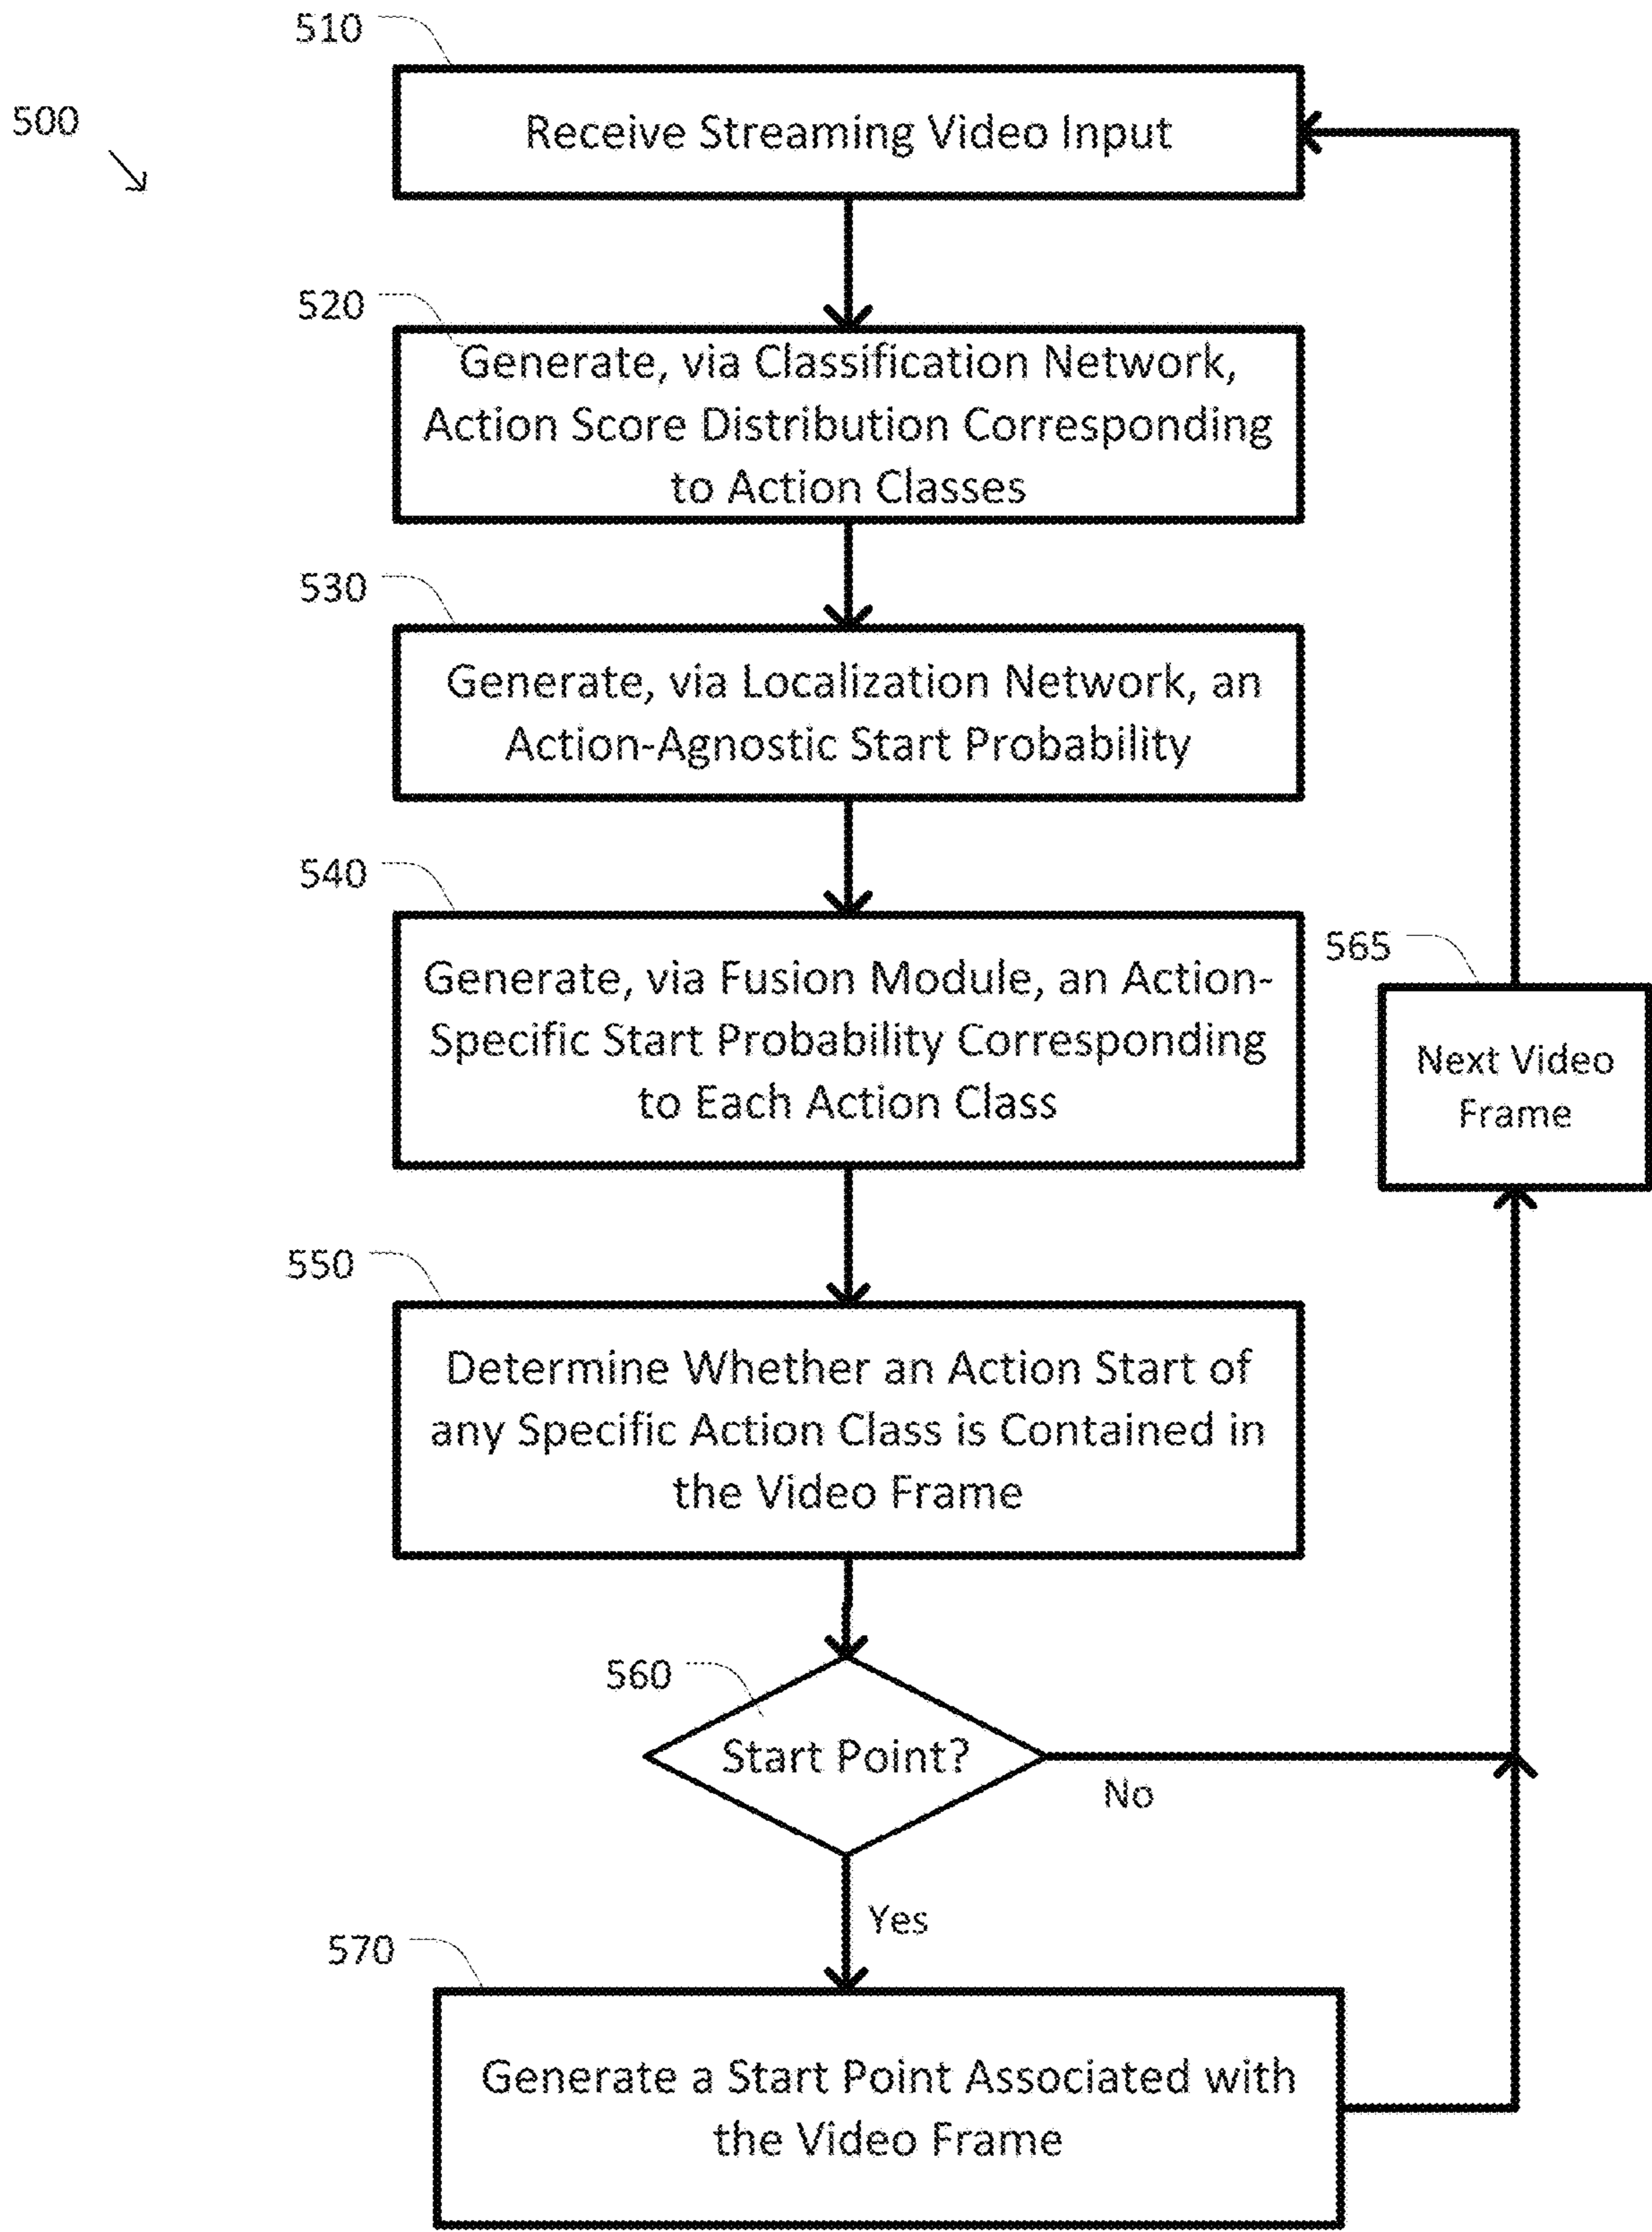 510
500
Receive Streaming Video Input
520
Generate, via Classification Network,
Action Score Distribution Corresponding
to Action Classes
530
Generate, via Localization Network, an
Action-Agnostic Start Probability
540
Generate, via Fusion Module, an Action-
Specific Start Probability Corresponding
to Each Action Class
565
Next Video
Frame
550
Determine Whether an Action Start of
any Specific Action Class is Contained in
the Video Frame
560
Start Point?
No
Yes
570
Generate a Start Point Associated with
the Video Frame